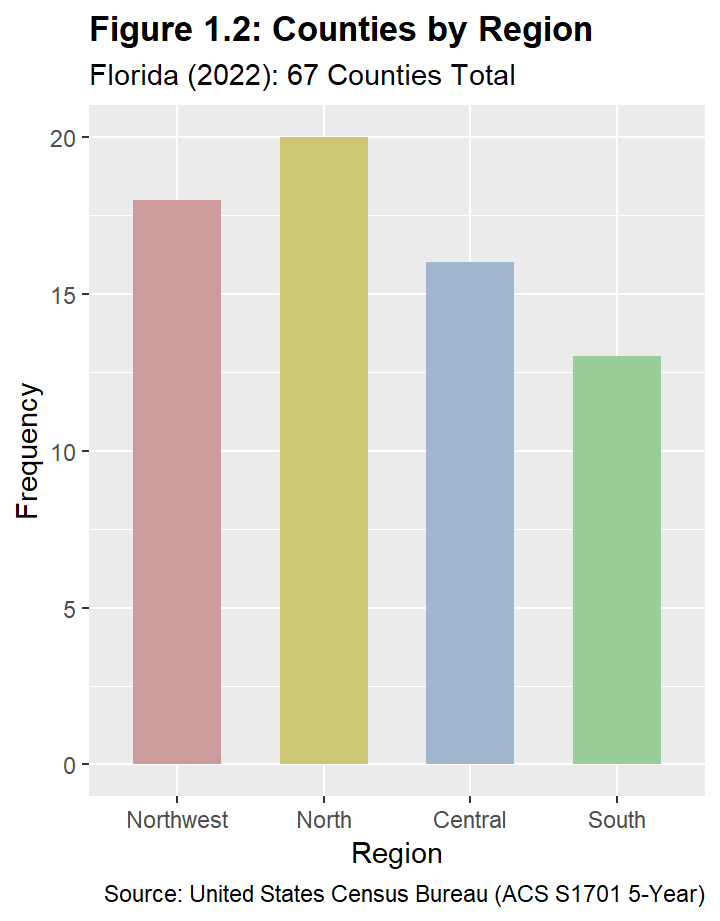 Figure 1.2: Counties by Region
Florida (2022): 67 Counties Total
Frequency
20
15
10
5
0
Northwest North Central South
Region
Source: United States Census Bureau (ACS S1701 5-Year)